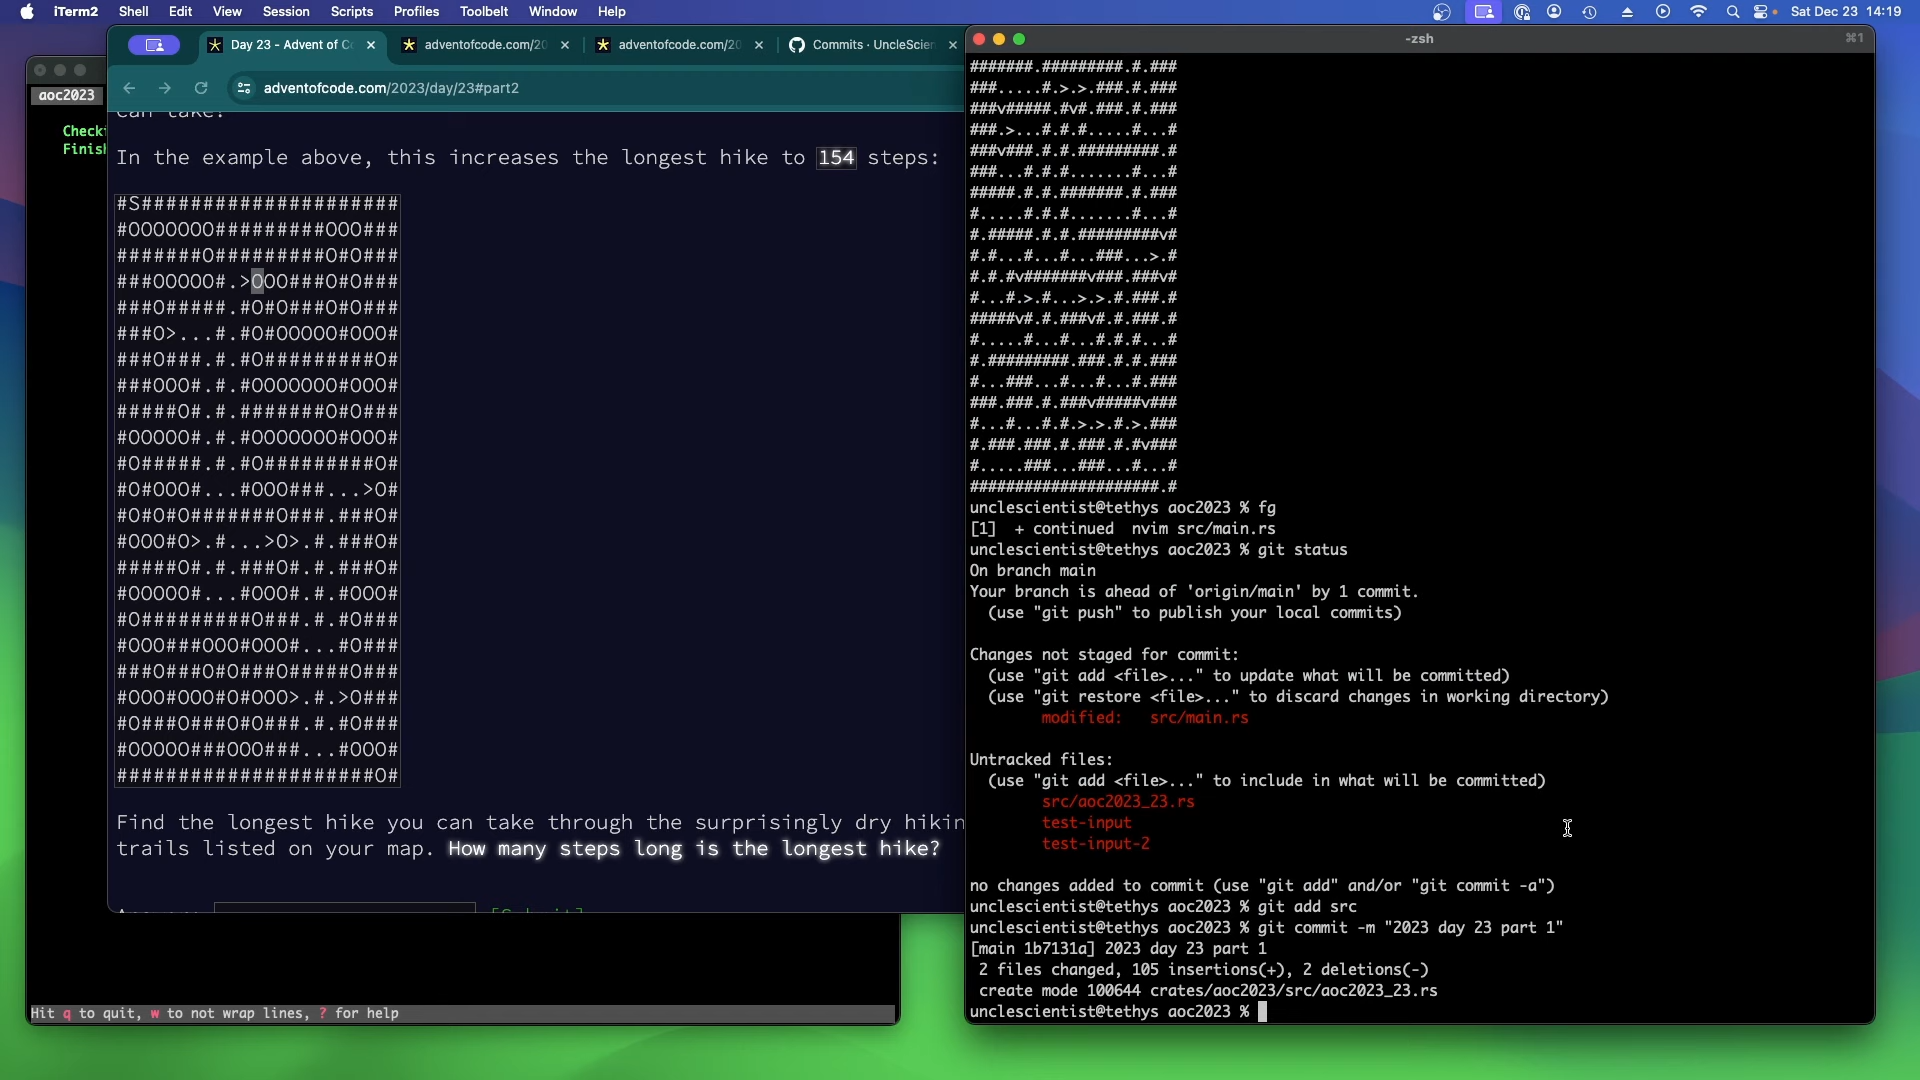 iTerm2 Shell Edit View Session Scripts Profiles Toolbelt Window Help Sat Dec 23 14:19
Day 23 - Advent of Co
adventofcode.com/20
adventofcode.com/20
Commits · UncleScien
adventofcode.com/2023/day/23#part2
aoc2023
Finish
can take?
In the example above, this increases the longest hike to 154 steps:
#S#####################
#OOOOOOO#########OOO###
#######O#########O#O###
###OOOOO#.>OOO###O#O###
###O#####.#O#O###O#O###
###O>...#.#O#OOOOO#OOO#
###O###.#.#O#########O#
###OOO#.#.#OOOOOOO#OOO#
#####O#.#.#######O#O###
#OOOOO#.#.#OOOOOOO#OOO#
#O#####.#.#O#########O#
#O#OOO#...#OOO###...>O#
#O#O#O#######O###.###O#
#OOO#O>.#...>O>.#.###O#
#####O#.#.###O#.#.###O#
#OOOOO#...#OOO#.#.#OOO#
#O#########O###.#.#O###
#OOO###OOO#OOO#...#O###
###O###O#O###O#####O###
#OOO#OOO#O#OOO>.#.>O###
#O###O###O#O###.#.#O###
#OOOOO###OOO###...#OOO#
#####################O#
Find the longest hike you can take through the surprisingly dry hikin
trails listed on your map. How many steps long is the longest hike?
Hit q to quit, w to not wrap lines, ? for help
-zsh
⌘1
#######.#########.#.###
###.....#.>.>.###.#.###
###v#####.#v#.###.#.###
###.>...#.#.#.....#...#
###v###.#.#.#########.#
###...#.#.#.......#...#
#####.#.#.#######.#.###
#.....#.#.#.......#...#
#.#####.#.#.#########v#
#.#...#...#...###...>.#
#.#.#v#######v###.###v#
#...#.>.#...>.>.#.###.#
#####v#.#.###v#.#.###.#
#.....#...#...#.#.#...#
#.#########.###.#.#.###
#...###...#...#...#.###
###.###.#.###v#####v###
#...#...#.#.>.>.#.>.###
#.###.###.#.###.#.#v###
#.....###...###...#...#
#####################.#
unclescientist@tethys aoc2023 % fg
[1] + continued nvim src/main.rs
unclescientist@tethys aoc2023 % git status
On branch main
Your branch is ahead of 'origin/main' by 1 commit.
(use "git push" to publish your local commits)
Changes not staged for commit:
(use "git add <file>..." to update what will be committed)
(use "git restore <file>..." to discard changes in working directory)
modified: src/main.rs
Untracked files:
(use "git add <file>..." to include in what will be committed)
src/aoc2023_23.rs
test-input
test-input-2
no changes added to commit (use "git add" and/or "git commit -a")
unclescientist@tethys aoc2023 % git add src
unclescientist@tethys aoc2023 % git commit -m "2023 day 23 part 1"
[main 1b7131a] 2023 day 23 part 1
2 files changed, 105 insertions(+), 2 deletions(-)
create mode 100644 crates/aoc2023/src/aoc2023_23.rs
unclescientist@tethys aoc2023 %